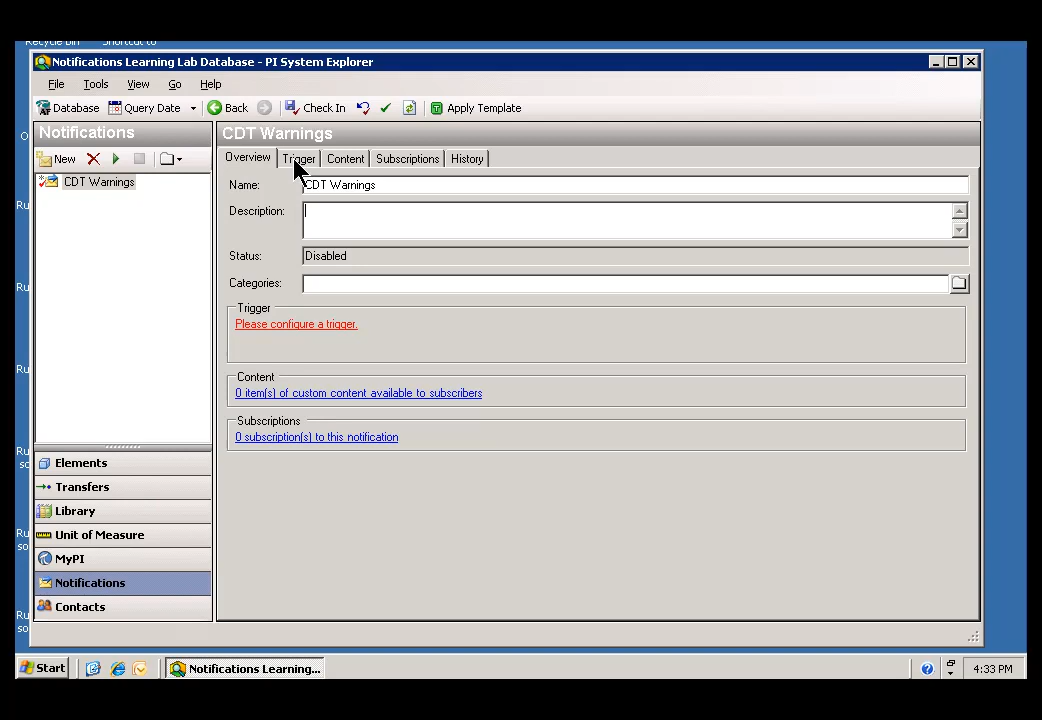 Recycle Bin Shortcut to
Notifications Learning Lab Database - PI System Explorer
File Tools View Go Help
Database Query Date Back Check In Apply Template
Notifications
CDT Warnings
New
Overview Trigger Content Subscriptions History
CDT Warnings
Name: CDT Warnings
Description:
Status: Disabled
Categories:
Trigger
Please configure a trigger.
Content
0 item(s) of custom content available to subscribers
Subscriptions
0 subscription(s) to this notification
Elements
Transfers
Library
Unit of Measure
MyPI
Notifications
Contacts
Start Notifications Learning... 4:33 PM